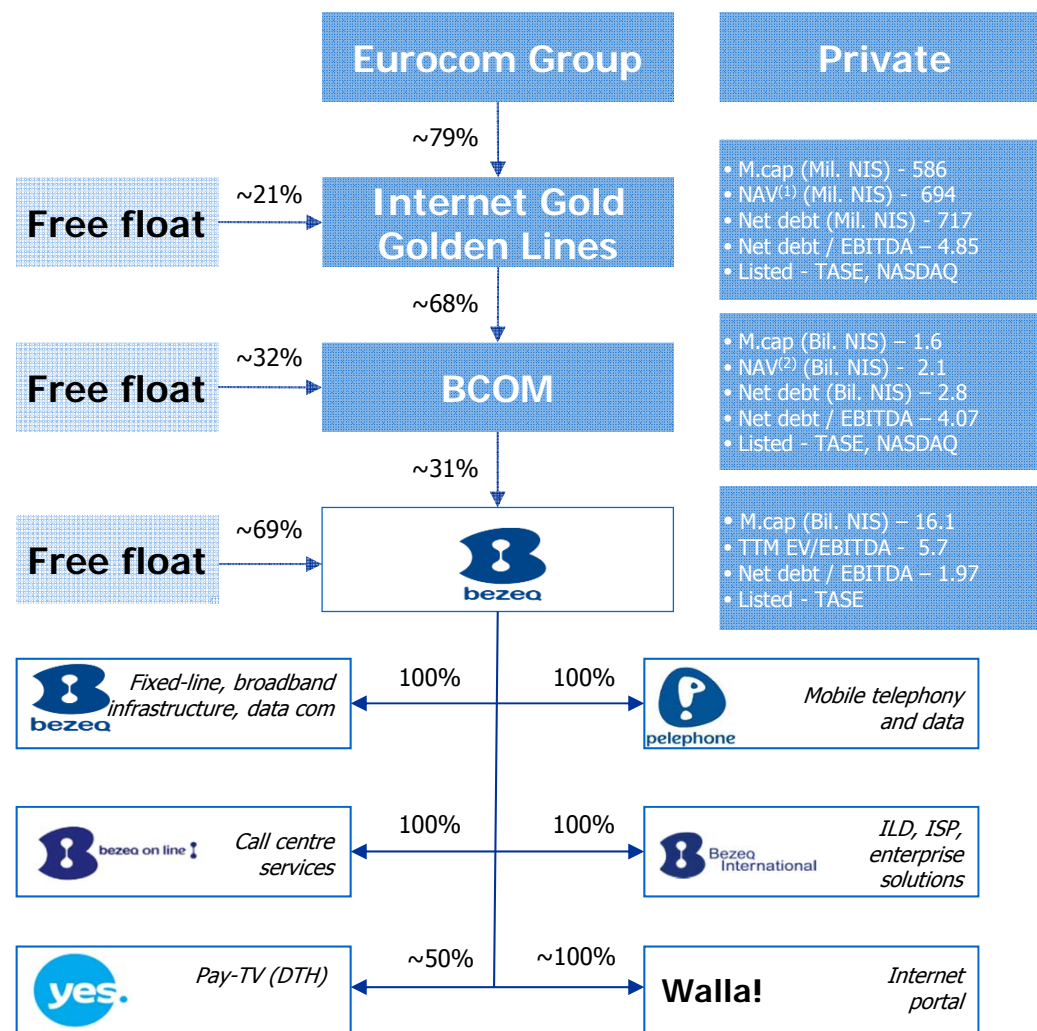 Eurocom Group
Private
~79%
Free float
~21%
Internet Gold
Golden Lines
• M.cap (Mil. NIS) - 586
• NAV(1) (Mil. NIS) - 694
• Net debt (Mil. NIS) - 717
• Net debt / EBITDA – 4.85
• Listed - TASE, NASDAQ
~68%
Free float
~32%
BCOM
• M.cap (Bil. NIS) – 1.6
• NAV(2) (Bil. NIS) - 2.1
• Net debt (Bil. NIS) – 2.8
• Net debt / EBITDA – 4.07
• Listed - TASE, NASDAQ
~31%
Free float
~69%
bezeq
• M.cap (Bil. NIS) – 16.1
• TTM EV/EBITDA - 5.7
• Net debt / EBITDA – 1.97
• Listed - TASE
bezeq
Fixed-line, broadband
infrastructure, data com
100%
100%
pelephone
Mobile telephony
and data
bezeq on line
Call centre
services
100%
100%
Bezeq
International
ILD, ISP,
enterprise
solutions
yes.
Pay-TV (DTH)
~50%
~100%
Walla!
Internet
portal